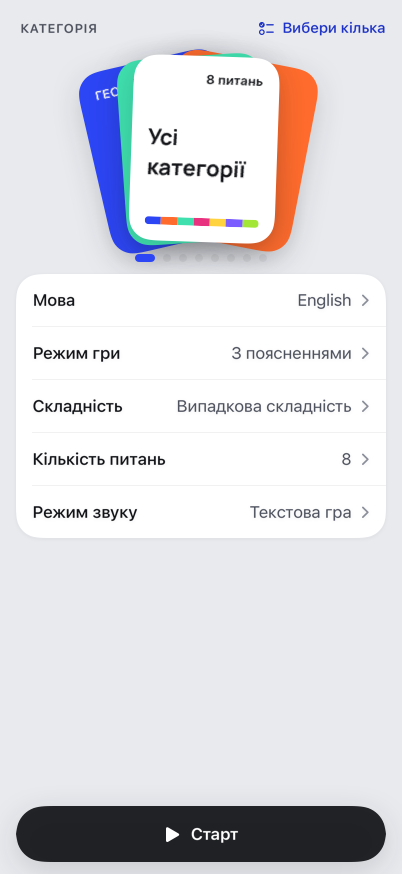 КАТЕГОРІЯ
Вибери кілька
8 питань
Усі
категорії
Мова
English
Режим гри
З поясненнями
Складність
Випадкова складність
Кількість питань
8
Режим звуку
Текстова гра
Старт